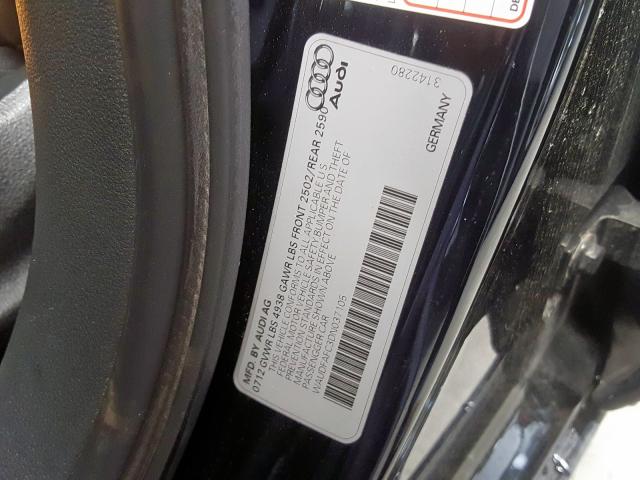 MFD. BY AUDI AG
0712 GVWR LBS 4938 GAWR LBS FRONT 2502/REAR 2590
THIS VEHICLE CONFORMS TO ALL APPLICABLE U.S.
FEDERAL MOTOR VEHICLE SAFETY BUMPER AND THEFT
PREVENTION STANDARDS IN EFFECT ON THE DATE OF
MANUFACTURE SHOWN ABOVE
PASSENGER CAR
WAUDFAFC3DN037105
Audi
3142280
GERMANY